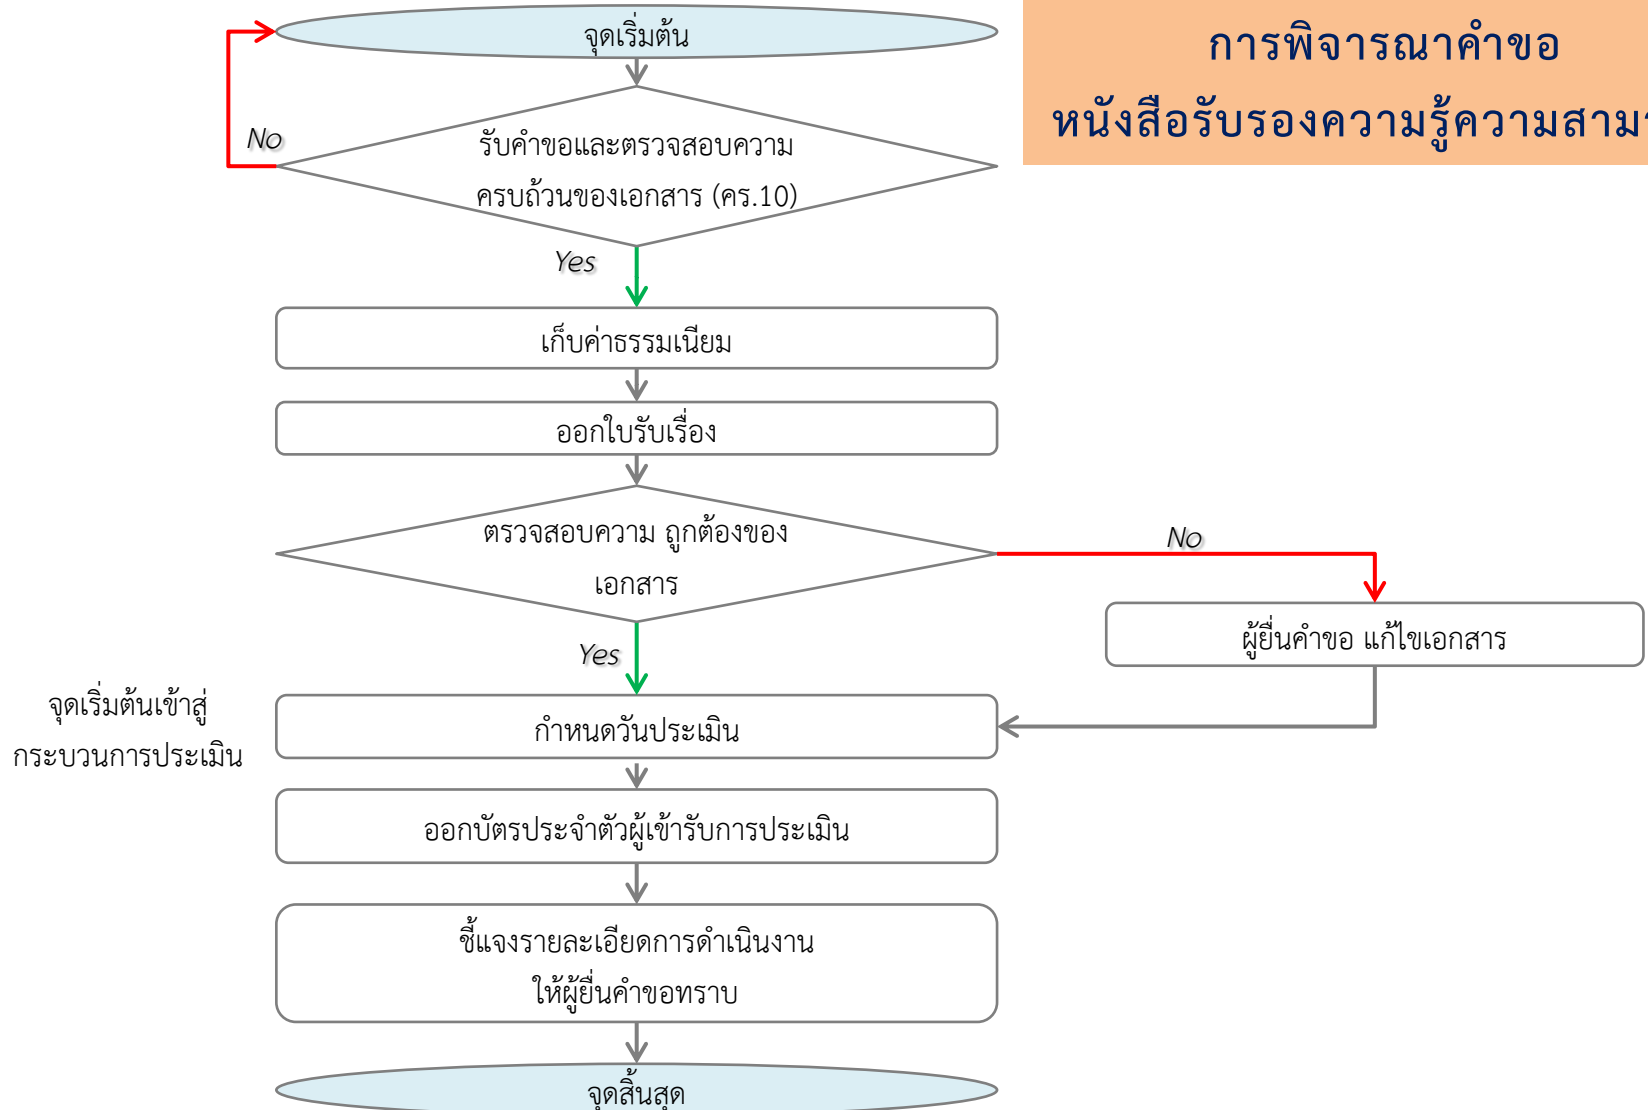 การพิจารณาคำขอ
หนังสือรับรองความรู้ความสามา
จุดเริ่มต้น
No
รับคำขอและตรวจสอบความ
ครบถ้วนของเอกสาร (คร.10)
Yes
เก็บค่าธรรมเนียม
ออกใบรับเรื่อง
ตรวจสอบความ ถูกต้องของ
เอกสาร
No
ผู้ยื่นคำขอ แก้ไขเอกสาร
Yes
จุดเริ่มต้นเข้าสู่
กระบวนการประเมิน
กำหนดวันประเมิน
ออกบัตรประจำตัวผู้เข้ารับการประเมิน
ชี้แจงรายละเอียดการดำเนินงาน
ให้ผู้ยื่นคำขอทราบ
จุดสิ้นสุด